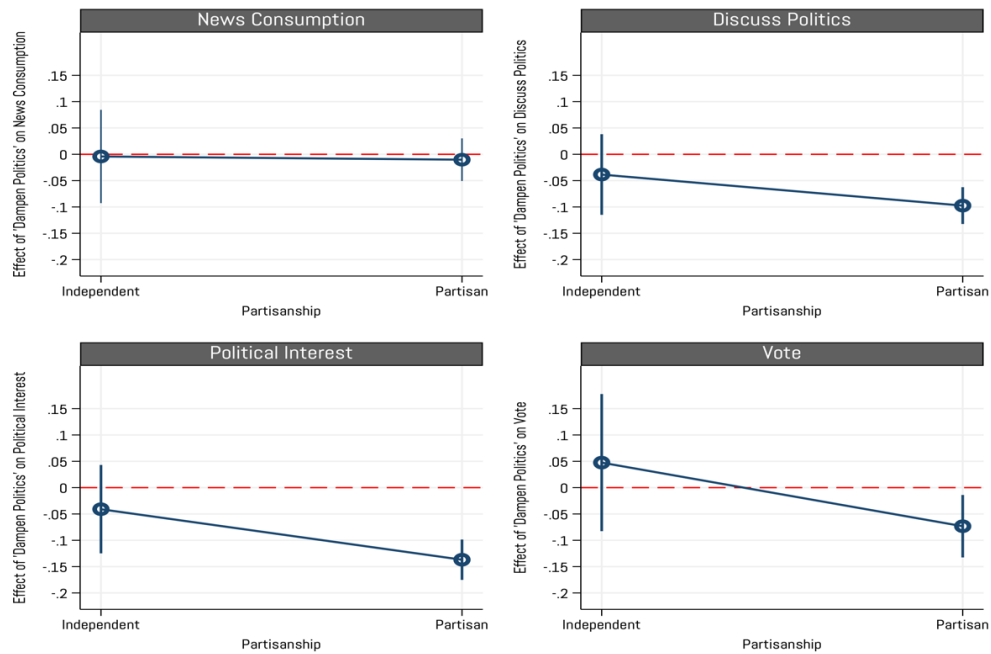 News Consumption
Effect of 'Dampen Politics' on News Consumption
.15
.1
.05
0
-.05
-.1
-.15
-.2
Independent
Partisan
Partisanship
Discuss Politics
Effect of 'Dampen Politics' on Discuss Politics
.15
.1
.05
0
-.05
-.1
-.15
-.2
Independent
Partisan
Partisanship
Political Interest
Effect of 'Dampen Politics' on Political Interest
.15
.1
.05
0
-.05
-.1
-.15
-.2
Independent
Partisan
Partisanship
Vote
Effect of 'Dampen Politics' on Vote
.15
.1
.05
0
-.05
-.1
-.15
-.2
Independent
Partisan
Partisanship